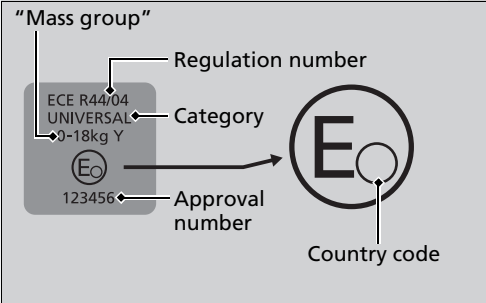 "Mass group"
Regulation number
ECE R44/04
UNIVERSAL
Category
0-18kg Y
E
E
123456
Approval
number
Country code